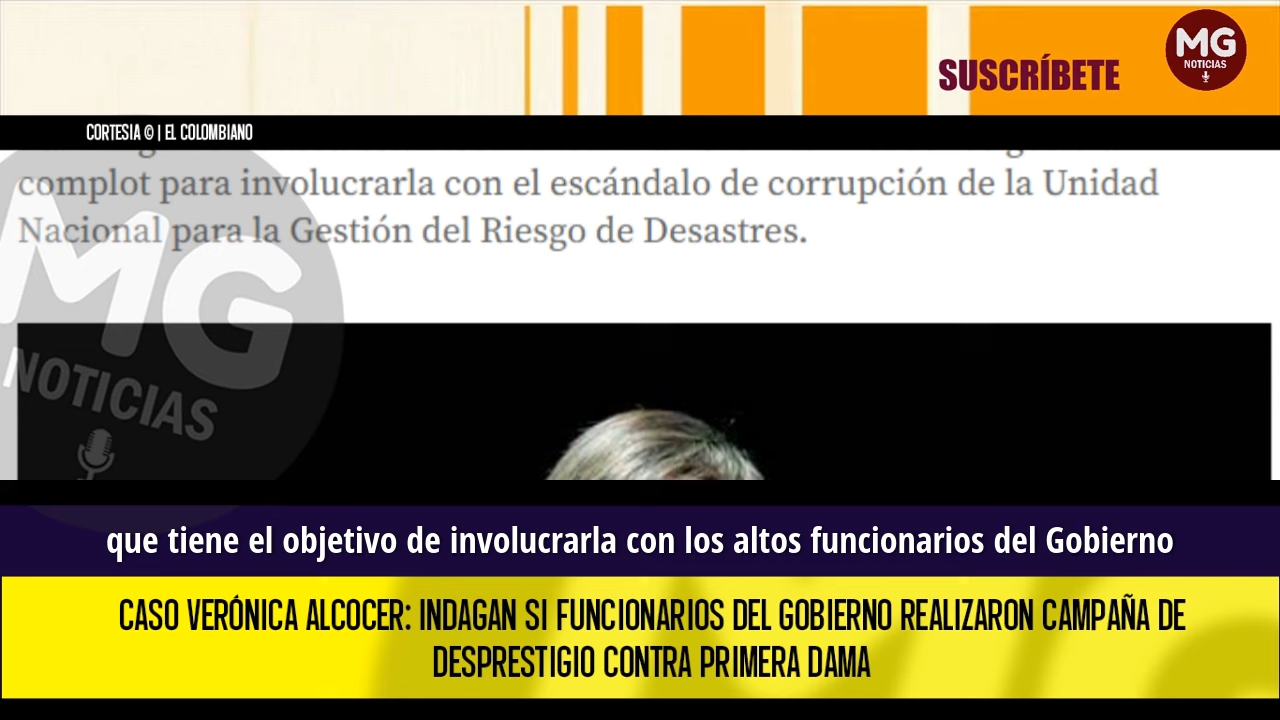 SUSCRÍBETE
MG
NOTICIAS
CORTESIA © | EL COLOMBIANO
complot para involucrarla con el escándalo de corrupción de la Unidad
Nacional para la Gestión del Riesgo de Desastres.
MG
NOTICIAS
que tiene el objetivo de involucrarla con los altos funcionarios del Gobierno
CASO VERÓNICA ALCOCER: INDAGAN SI FUNCIONARIOS DEL GOBIERNO REALIZARON CAMPAÑA DE
DESPRESTIGIO CONTRA PRIMERA DAMA